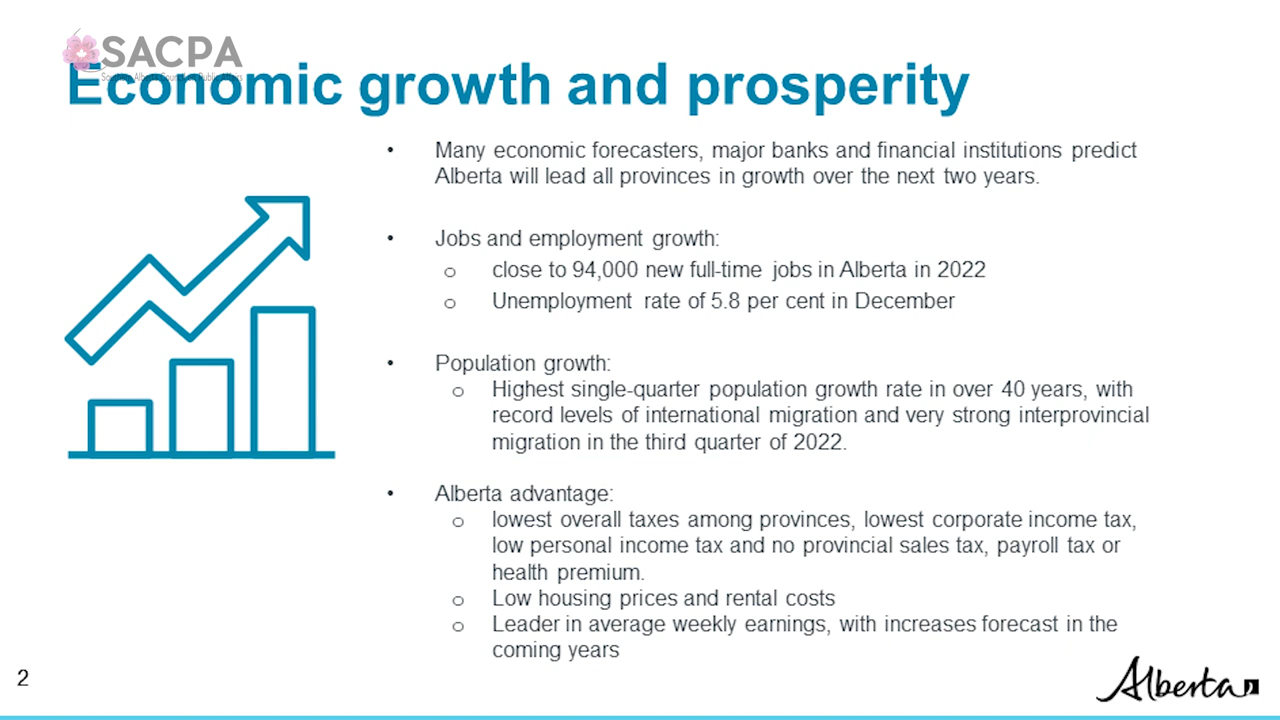 SACPA
Southern Alberta Council on Public Affairs
Economic growth and prosperity
• Many economic forecasters, major banks and financial institutions predict
Alberta will lead all provinces in growth over the next two years.
• Jobs and employment growth:
o close to 94,000 new full-time jobs in Alberta in 2022
o Unemployment rate of 5.8 per cent in December
• Population growth:
o Highest single-quarter population growth rate in over 40 years, with
record levels of international migration and very strong interprovincial
migration in the third quarter of 2022.
• Alberta advantage:
o lowest overall taxes among provinces, lowest corporate income tax,
low personal income tax and no provincial sales tax, payroll tax or
health premium.
o Low housing prices and rental costs
o Leader in average weekly earnings, with increases forecast in the
coming years
2
Alberta